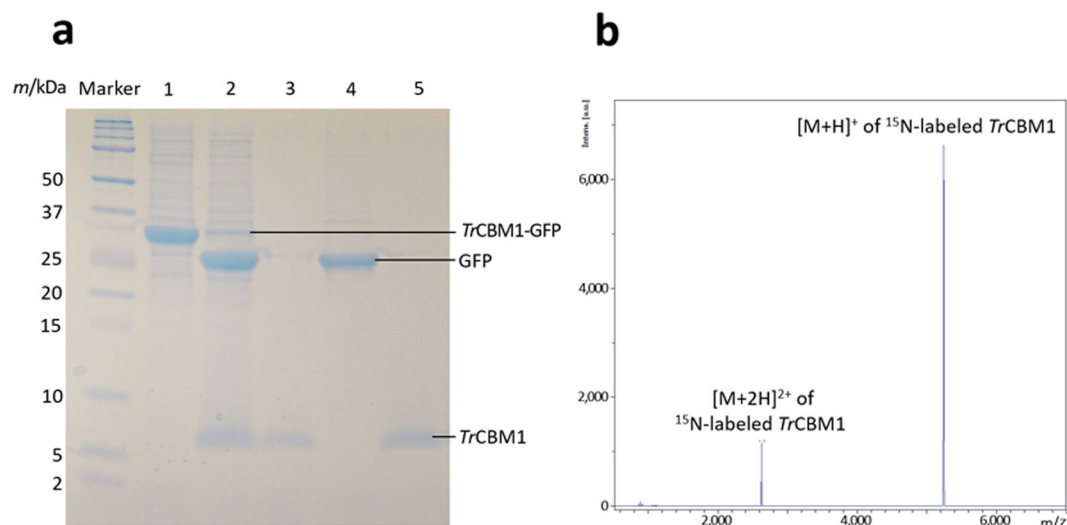 a
m/kDa Marker 1 2 3 4 5
50
37
TrCBM1-GFP
25
GFP
20
15
10
TrCBM1
5
2
b
Intens. [a.u.]
[M+H]+ of 15N-labeled TrCBM1
6,000
4,000
2,000
[M+2H]2+ of
15N-labeled TrCBM1
0
2,000 4,000 6,000 m/z